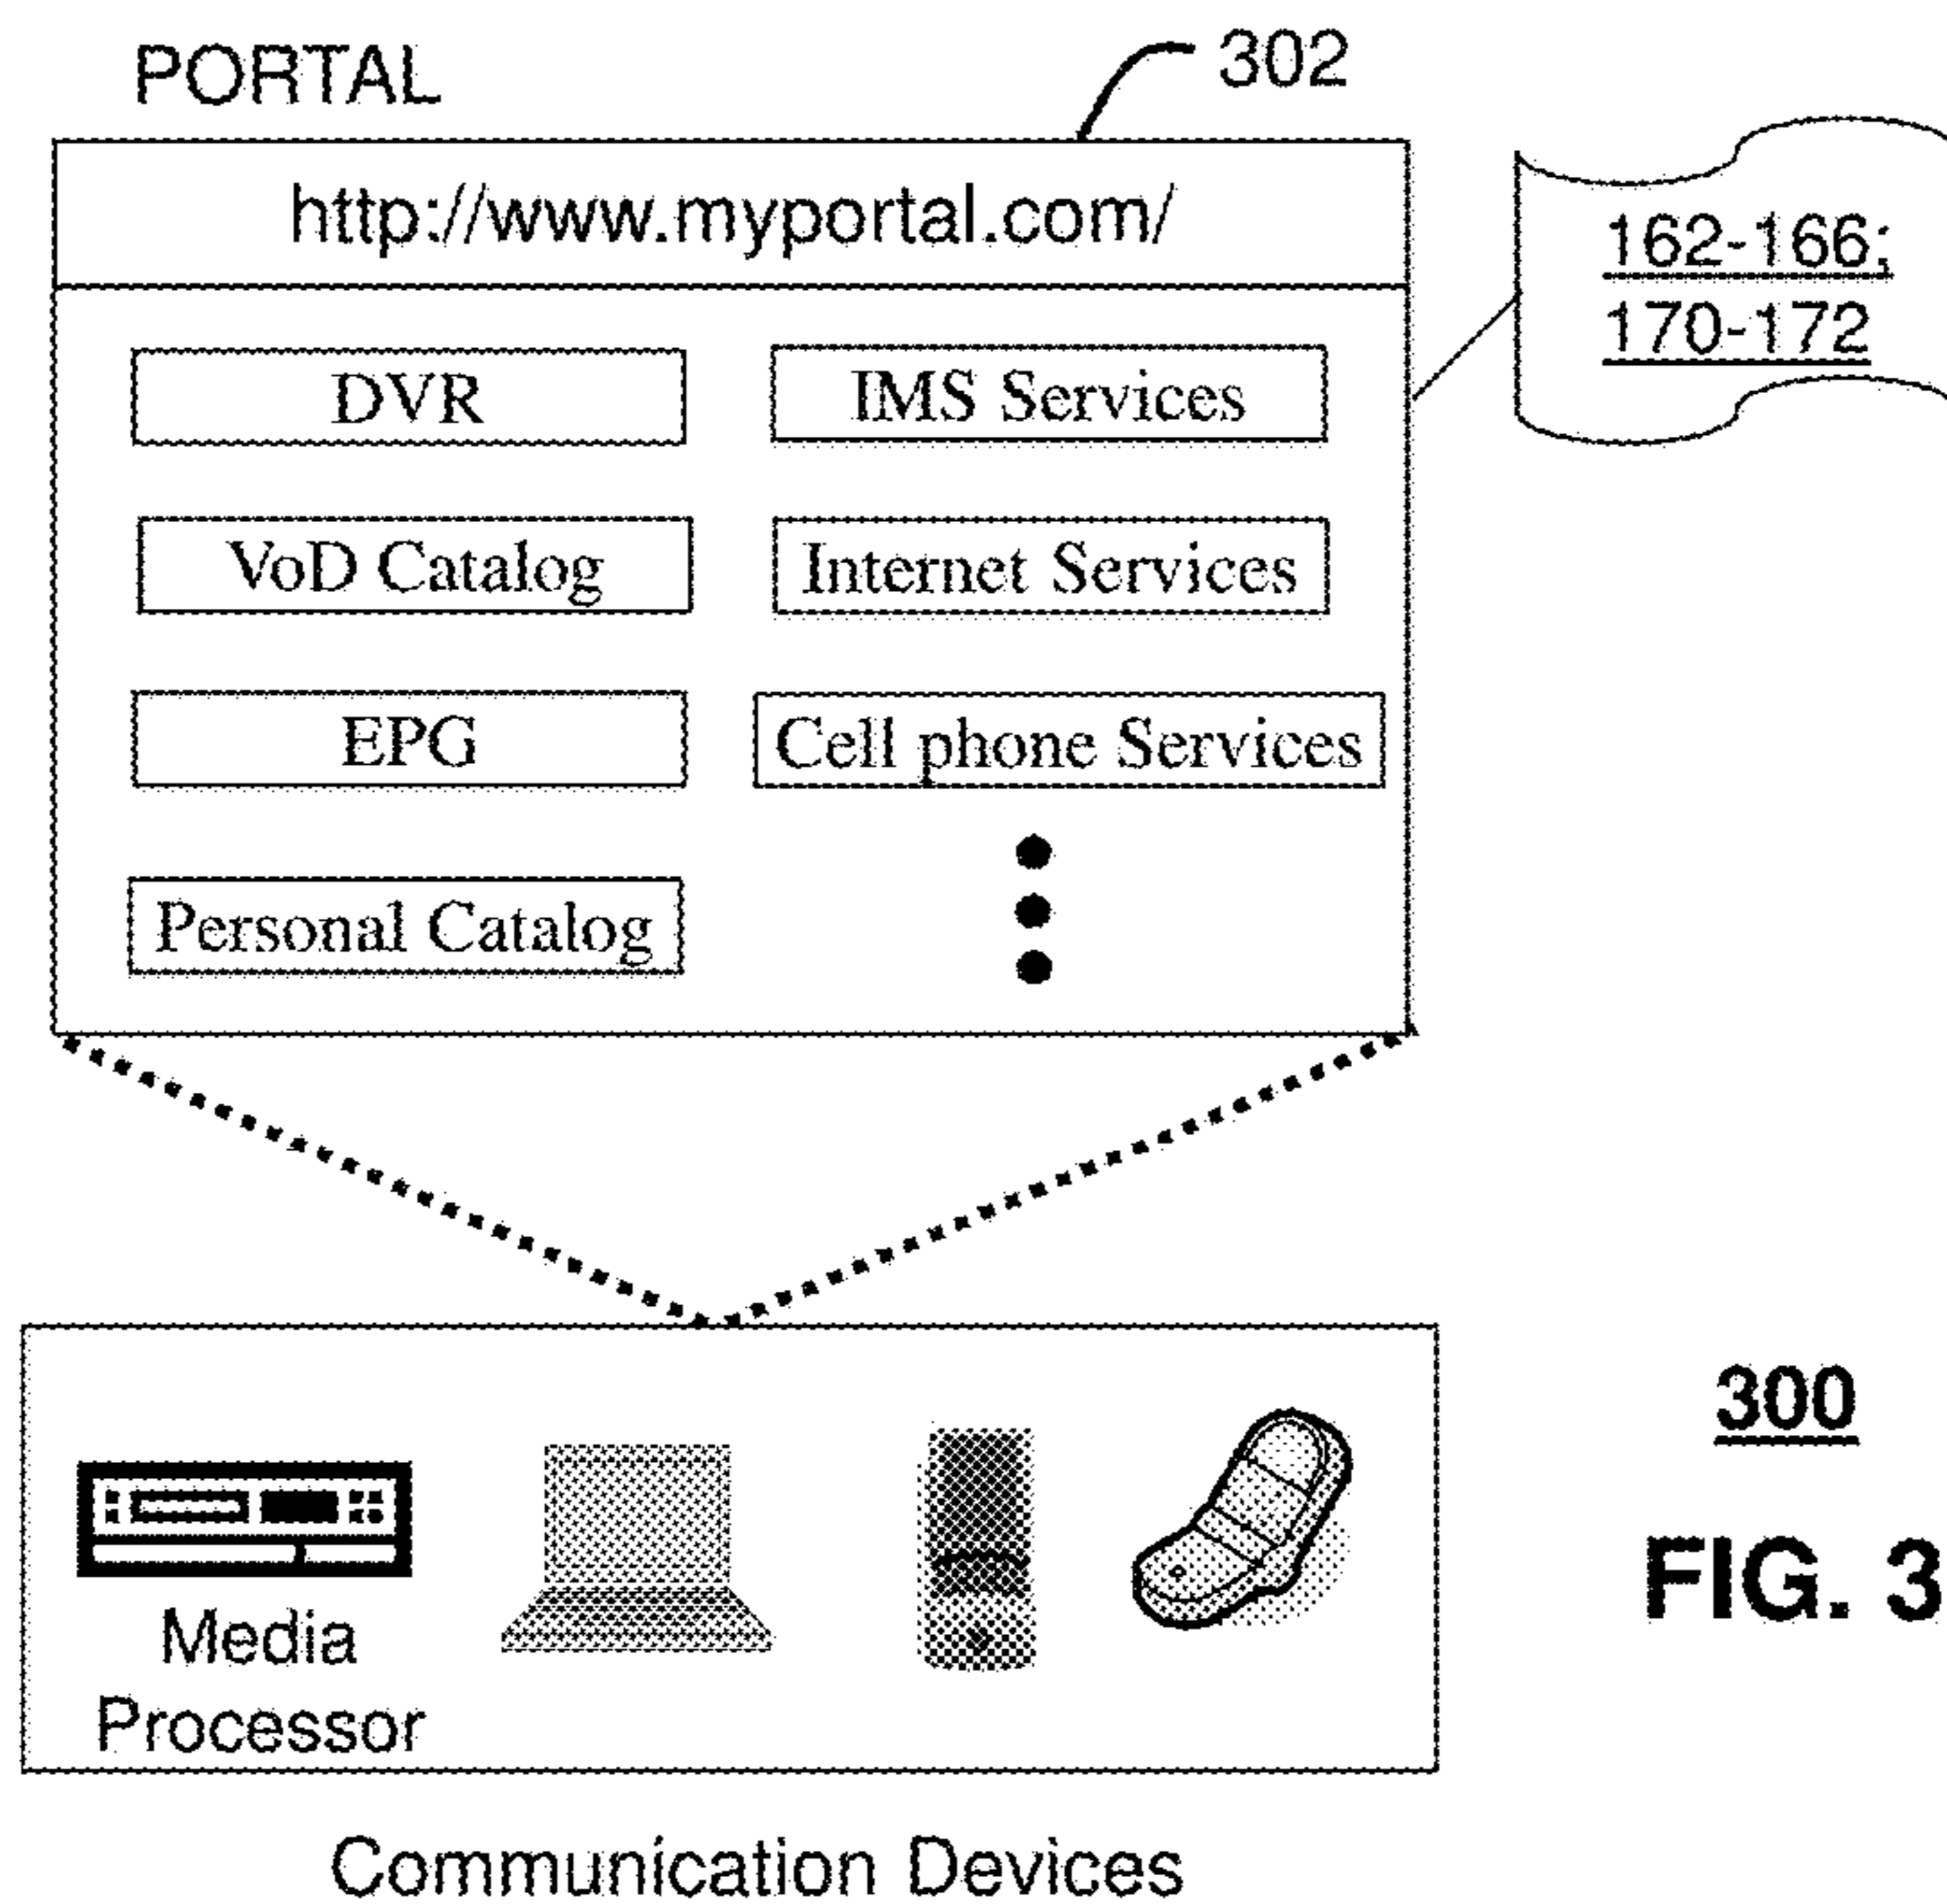 PORTAL
302
http://www.myportal.com/
162-166;
170-172
DVR
IMS Services
VoD Catalog
Internet Services
EPG
Cell phone Services
Personal Catalog
Media
Processor
300
FIG. 3
Communication Devices